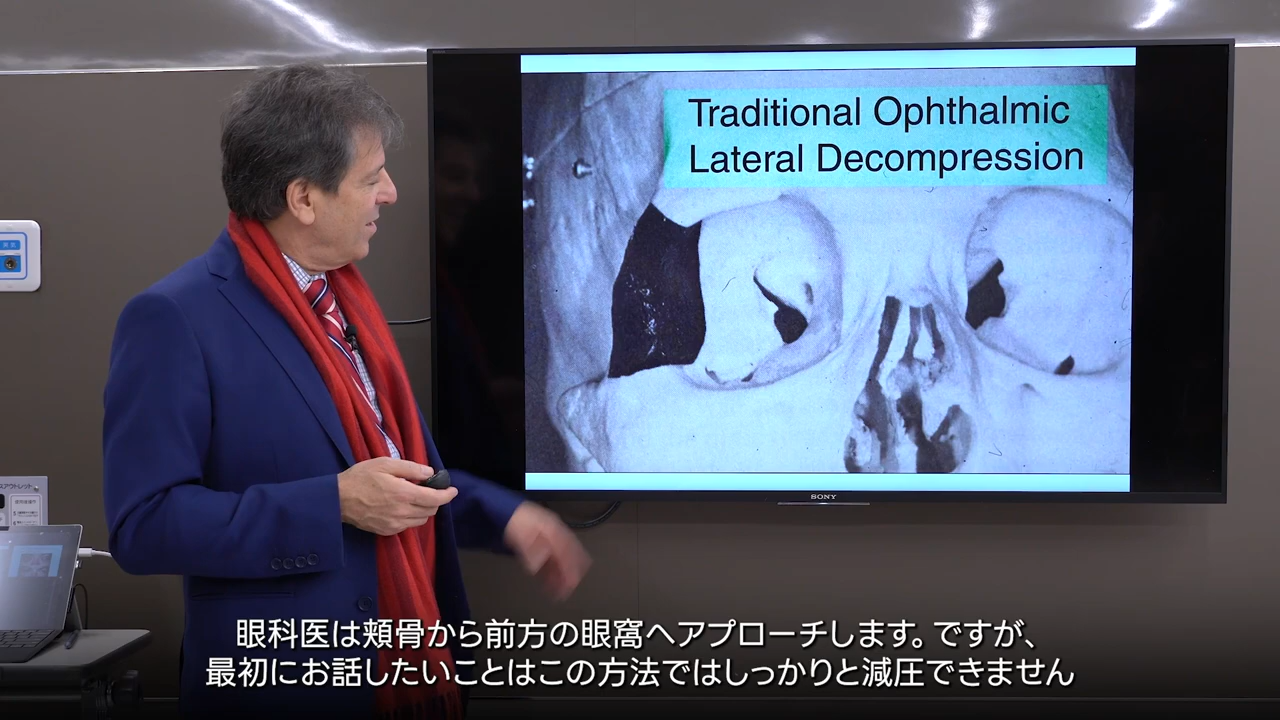 Traditional Ophthalmic
Lateral Decompression
SONY
眼科医は頬骨から前方の眼窩へアプローチします。ですが、
最初にお話したいことはこの方法ではしっかりと減圧できません